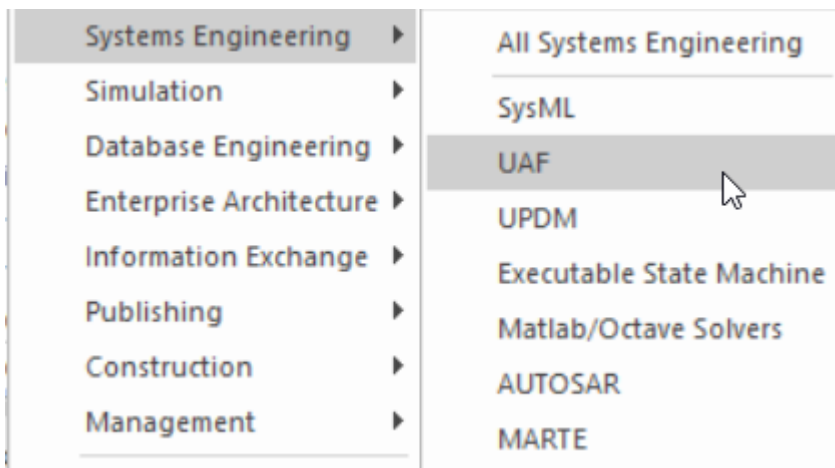 Systems Engineering
Simulation
Database Engineering
Enterprise Architecture
Information Exchange
Publishing
Construction
Management
All Systems Engineering
SysML
UAF
UPDM
Executable State Machine
Matlab/Octave Solvers
AUTOSAR
MARTE